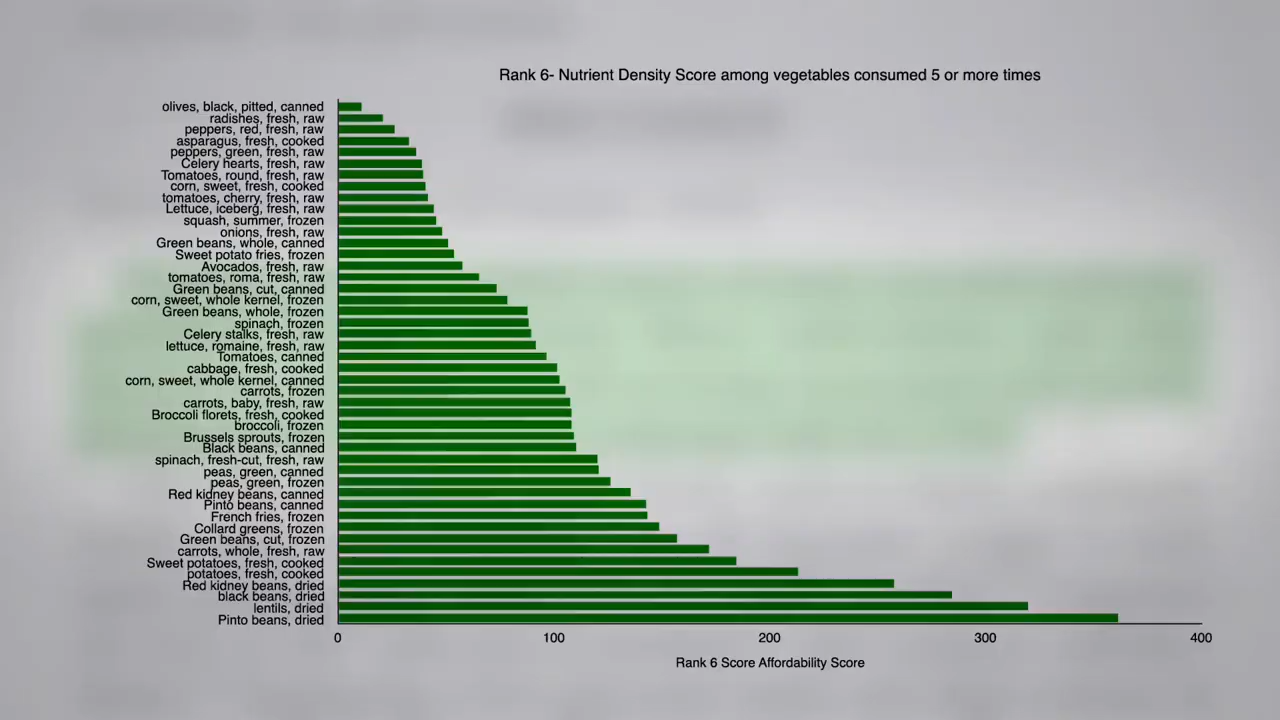 Rank 6- Nutrient Density Score among vegetables consumed 5 or more times
olives, black, pitted, canned
radishes, fresh, raw
peppers, red, fresh, raw
asparagus, fresh, cooked
peppers, green, fresh, raw
Celery hearts, fresh, raw
Tomatoes, round, fresh, raw
corn, sweet, fresh, cooked
tomatoes, cherry, fresh, raw
Lettuce, iceberg, fresh, raw
squash, summer, frozen
onions, fresh, raw
Green beans, whole, canned
Sweet potato fries, frozen
Avocados, fresh, raw
tomatoes, roma, fresh, raw
Green beans, cut, canned
corn, sweet, whole kernel, frozen
Green beans, whole, frozen
spinach, frozen
Celery stalks, fresh, raw
lettuce, romaine, fresh, raw
Tomatoes, canned
cabbage, fresh, cooked
corn, sweet, whole kernel, canned
carrots, frozen
carrots, baby, fresh, raw
Broccoli florets, fresh, cooked
broccoli, frozen
Brussels sprouts, frozen
Black beans, canned
spinach, fresh-cut, fresh, raw
peas, green, canned
peas, green, frozen
Red kidney beans, canned
Pinto beans, canned
French fries, frozen
Collard greens, frozen
Green beans, cut, frozen
carrots, whole, fresh, raw
Sweet potatoes, fresh, cooked
potatoes, fresh, cooked
Red kidney beans, dried
black beans, dried
lentils, dried
Pinto beans, dried
0 100 200 300 400
Rank 6 Score Affordability Score